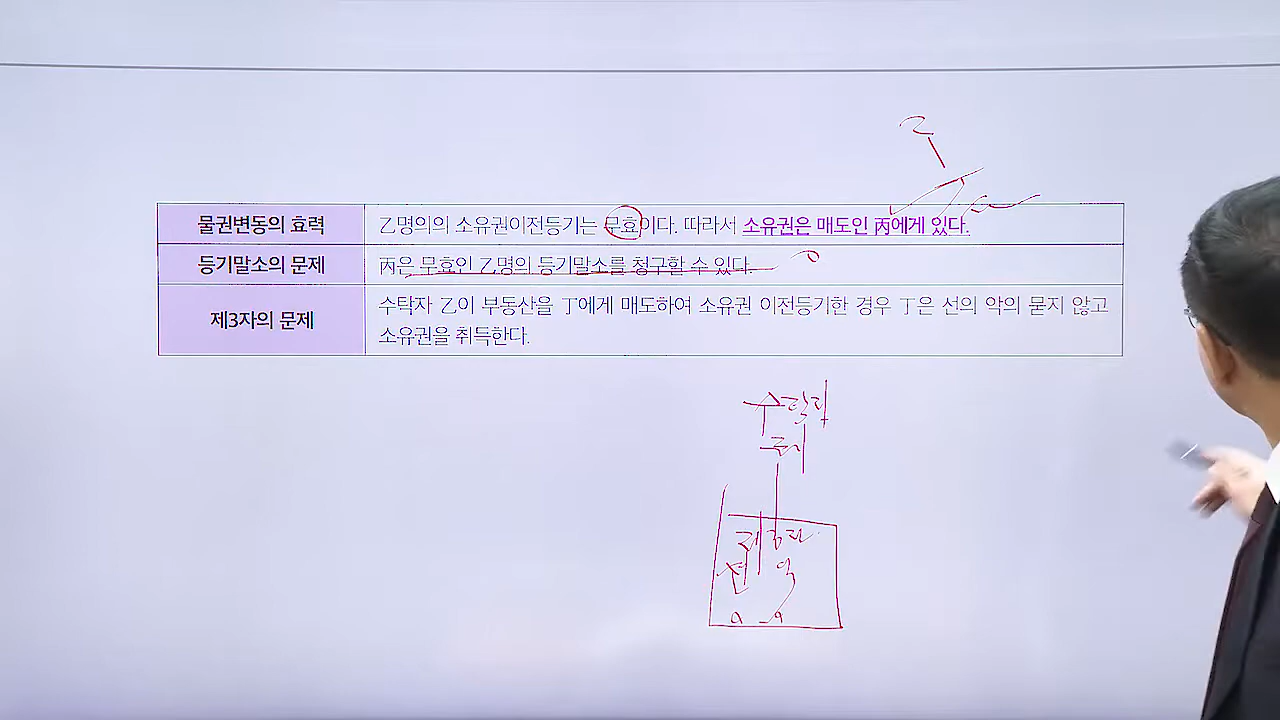 물권변동의 효력
乙명의의 소유권이전등기는 무효이다. 따라서 소유권은 매도인 丙에게 있다.
등기말소의 문제
丙은 무효인 乙명의 등기말소를 청구할 수 있다.
제3자의 문제
수탁자 乙이 부동산을 丁에게 매도하여 소유권 이전등기한 경우 丁은 선의 악의 묻지 않고
소유권을 취득한다.
수탁자